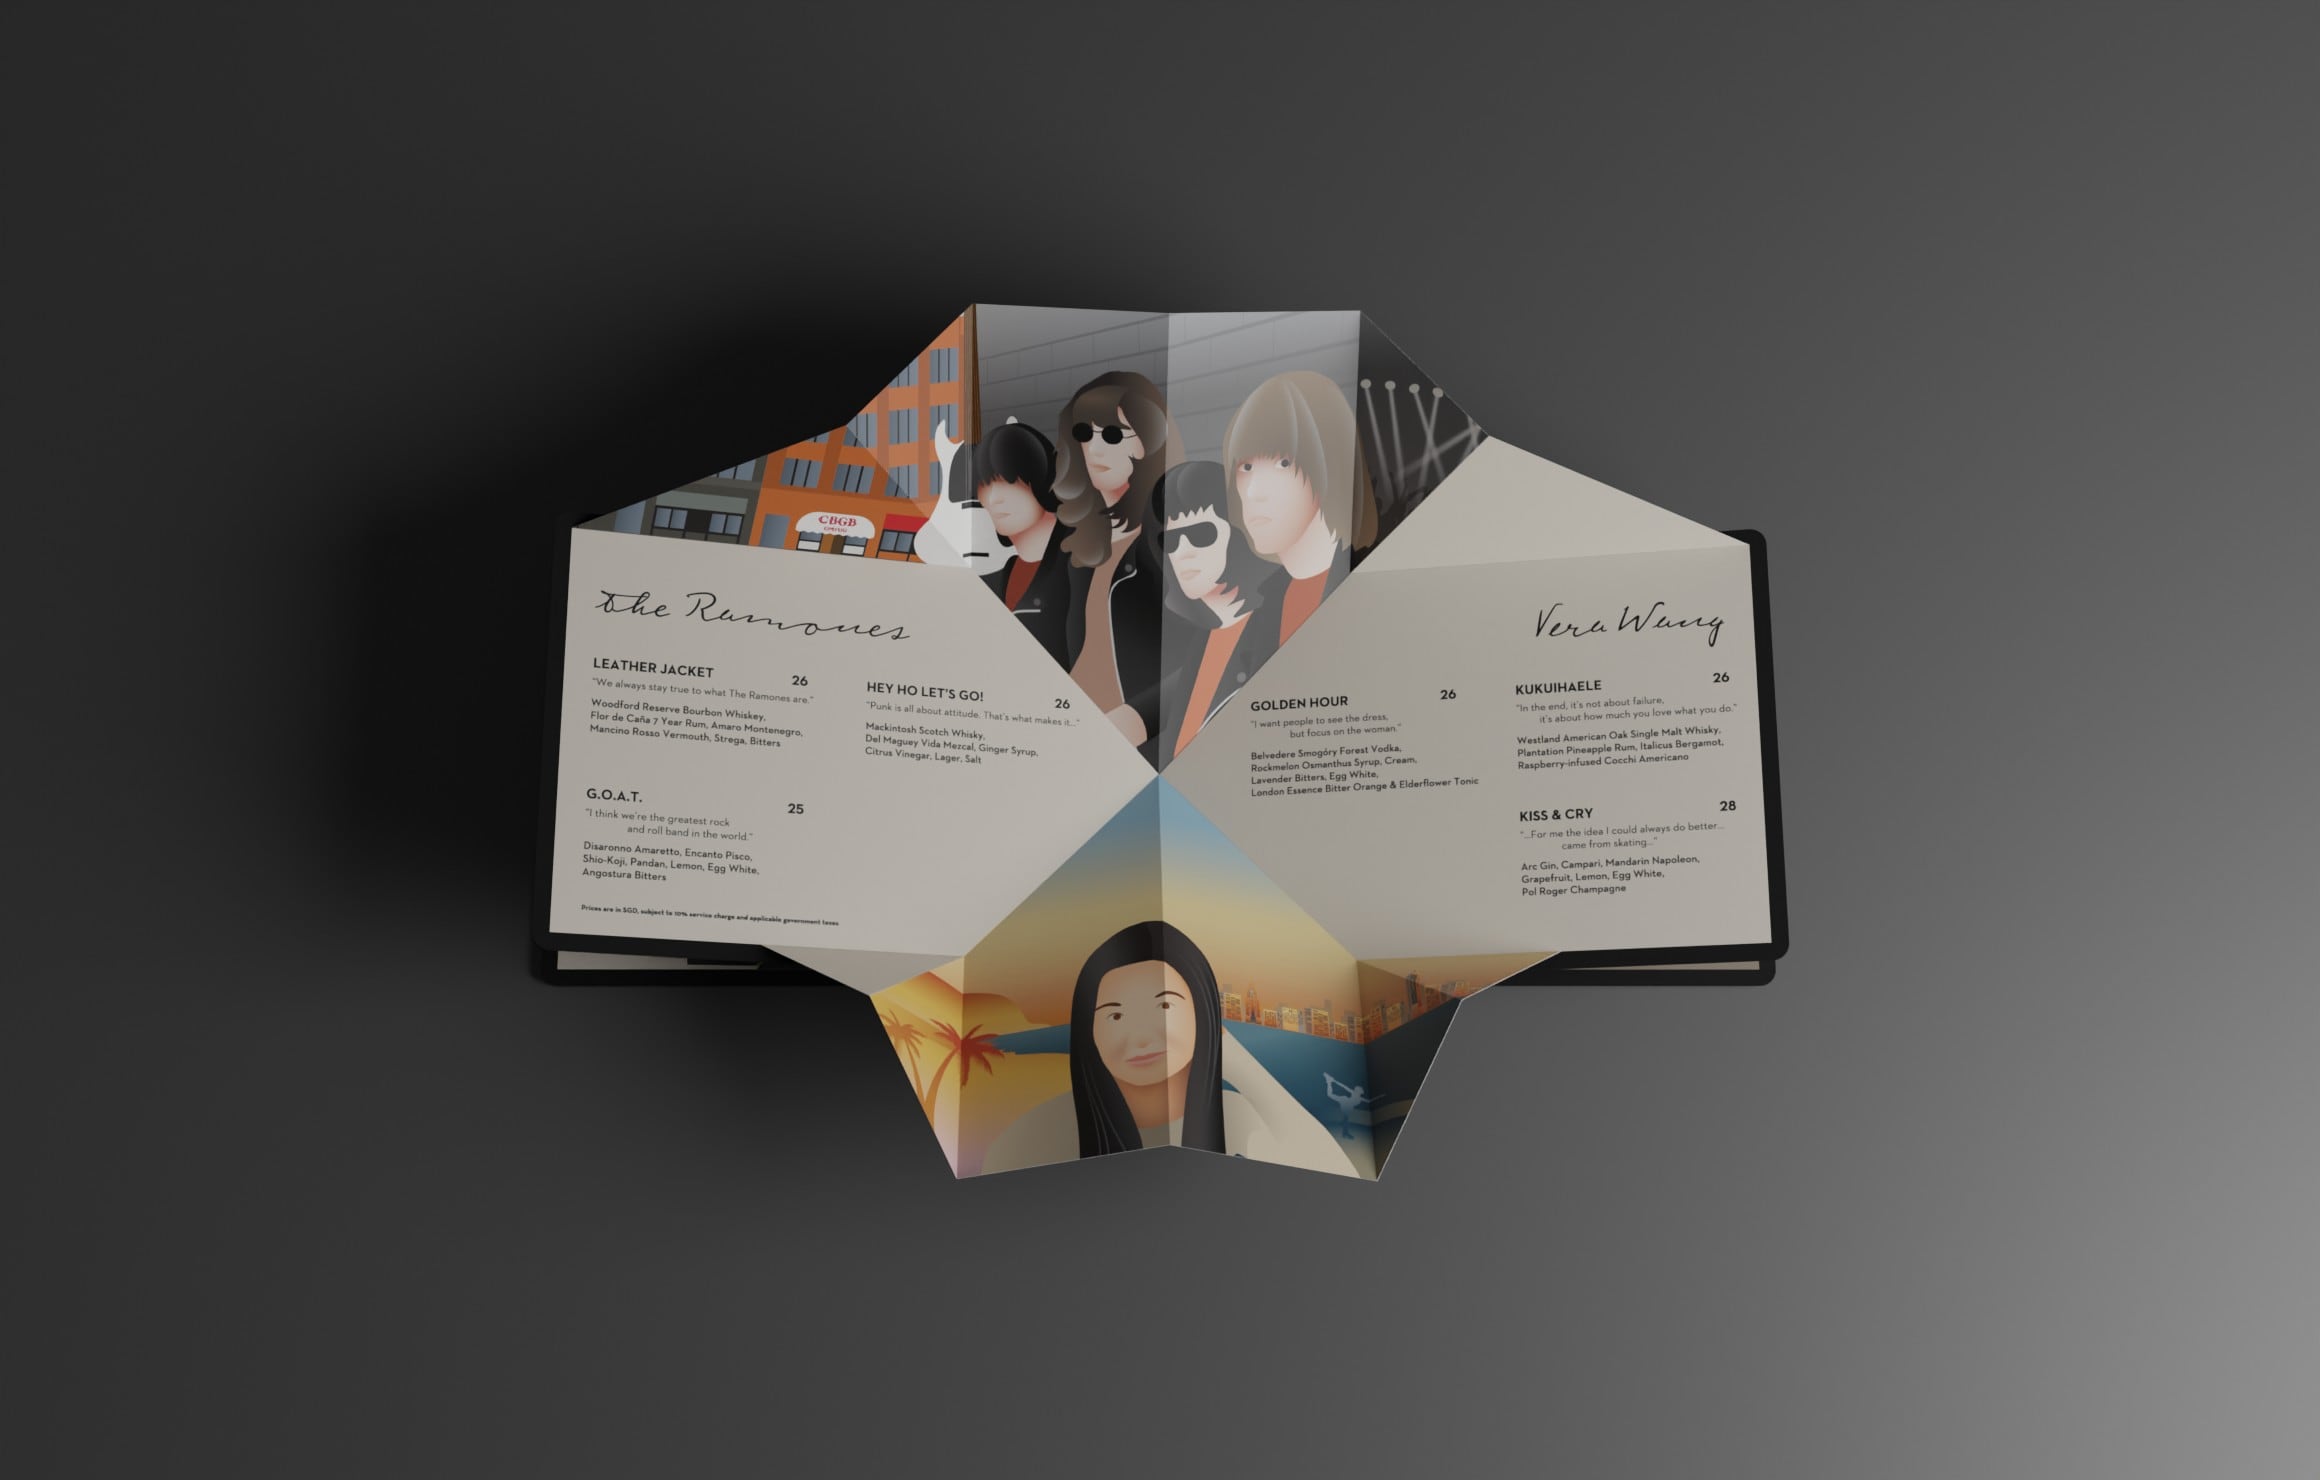 CBGB
The Ramones
LEATHER JACKET 26
"We always stay true to what The Ramones are."
Woodford Reserve Bourbon Whiskey,
Flor de Caña 7 Year Rum, Amaro Montenegro,
Mancino Rosso Vermouth, Strega, Bitters
G.O.A.T. 25
"I think we're the greatest rock
and roll band in the world."
Disaronno Amaretto, Encanto Pisco,
Shio-Koji, Pandan, Lemon, Egg White,
Angostura Bitters
Prices are in SGD, subject to 10% service charge and applicable government taxes
HEY HO LET'S GO! 26
"Punk is all about attitude. That's what makes it..."
Mackintosh Scotch Whisky,
Del Maguey Vida Mezcal, Ginger Syrup,
Citrus Vinegar, Lager, Salt
Vera Wang
GOLDEN HOUR 26
"I want people to see the dress,
but focus on the woman."
Belvedere Smogóry Forest Vodka,
Rockmelon Osmanthus Syrup, Cream,
Lavender Bitters, Egg White,
London Essence Bitter Orange & Elderflower Tonic
KUKUIHAELE 26
"In the end, it's not about failure,
it's about how much you love what you do."
Westland American Oak Single Malt Whisky,
Plantation Pineapple Rum, Italicus Bergamot,
Raspberry-infused Cocchi Americano
KISS & CRY 28
"...For me the idea I could always do better...
came from skating..."
Arc Gin, Campari, Mandarin Napoleon,
Grapefruit, Lemon, Egg White,
Pol Roger Champagne